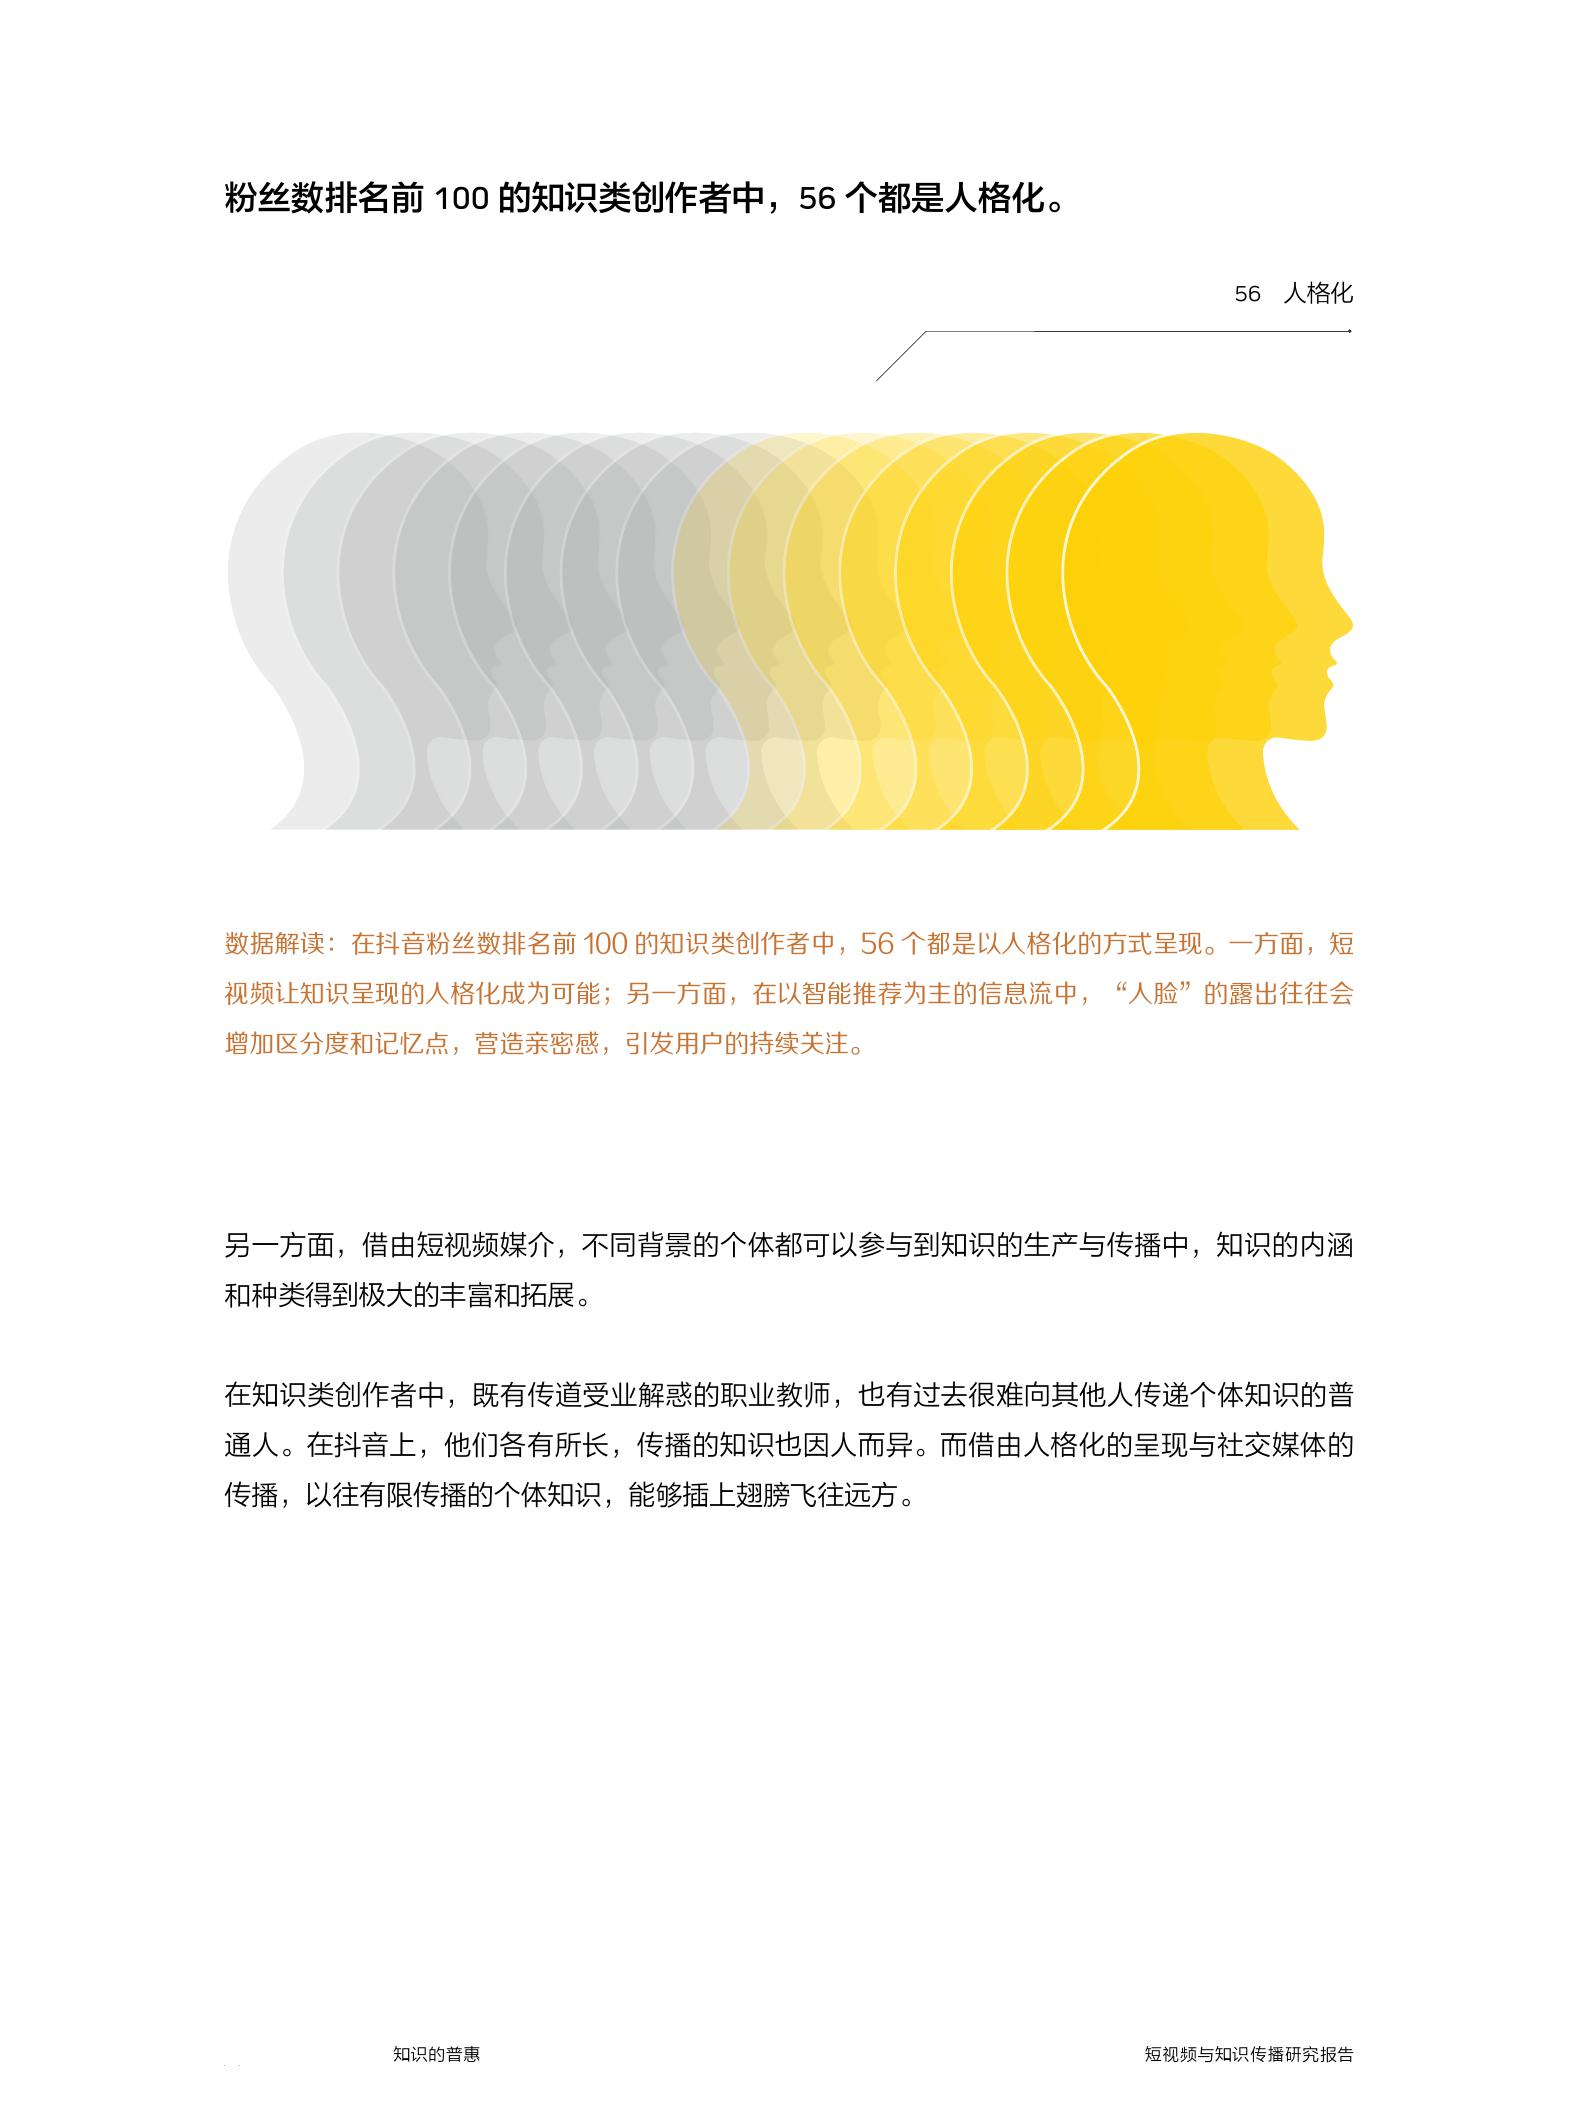 粉丝数排名前 100 的知识类创作者中，56 个都是人格化。
56 人格化
数据解读：在抖音粉丝数排名前 100 的知识类创作者中，56 个都是以人格化的方式呈现。一方面，短
视频让知识呈现的人格化成为可能；另一方面，在以智能推荐为主的信息流中，“人脸”的露出往往会
增加区分度和记忆点，营造亲密感，引发用户的持续关注。
另一方面，借由短视频媒介，不同背景的个体都可以参与到知识的生产与传播中，知识的内涵
和种类得到极大的丰富和拓展。
在知识类创作者中，既有传道受业解惑的职业教师，也有过去很难向其他人传递个体知识的普
通人。在抖音上，他们各有所长，传播的知识也因人而异。而借由人格化的呈现与社交媒体的
传播，以往有限传播的个体知识，能够插上翅膀飞往远方。
知识的普惠
短视频与知识传播研究报告